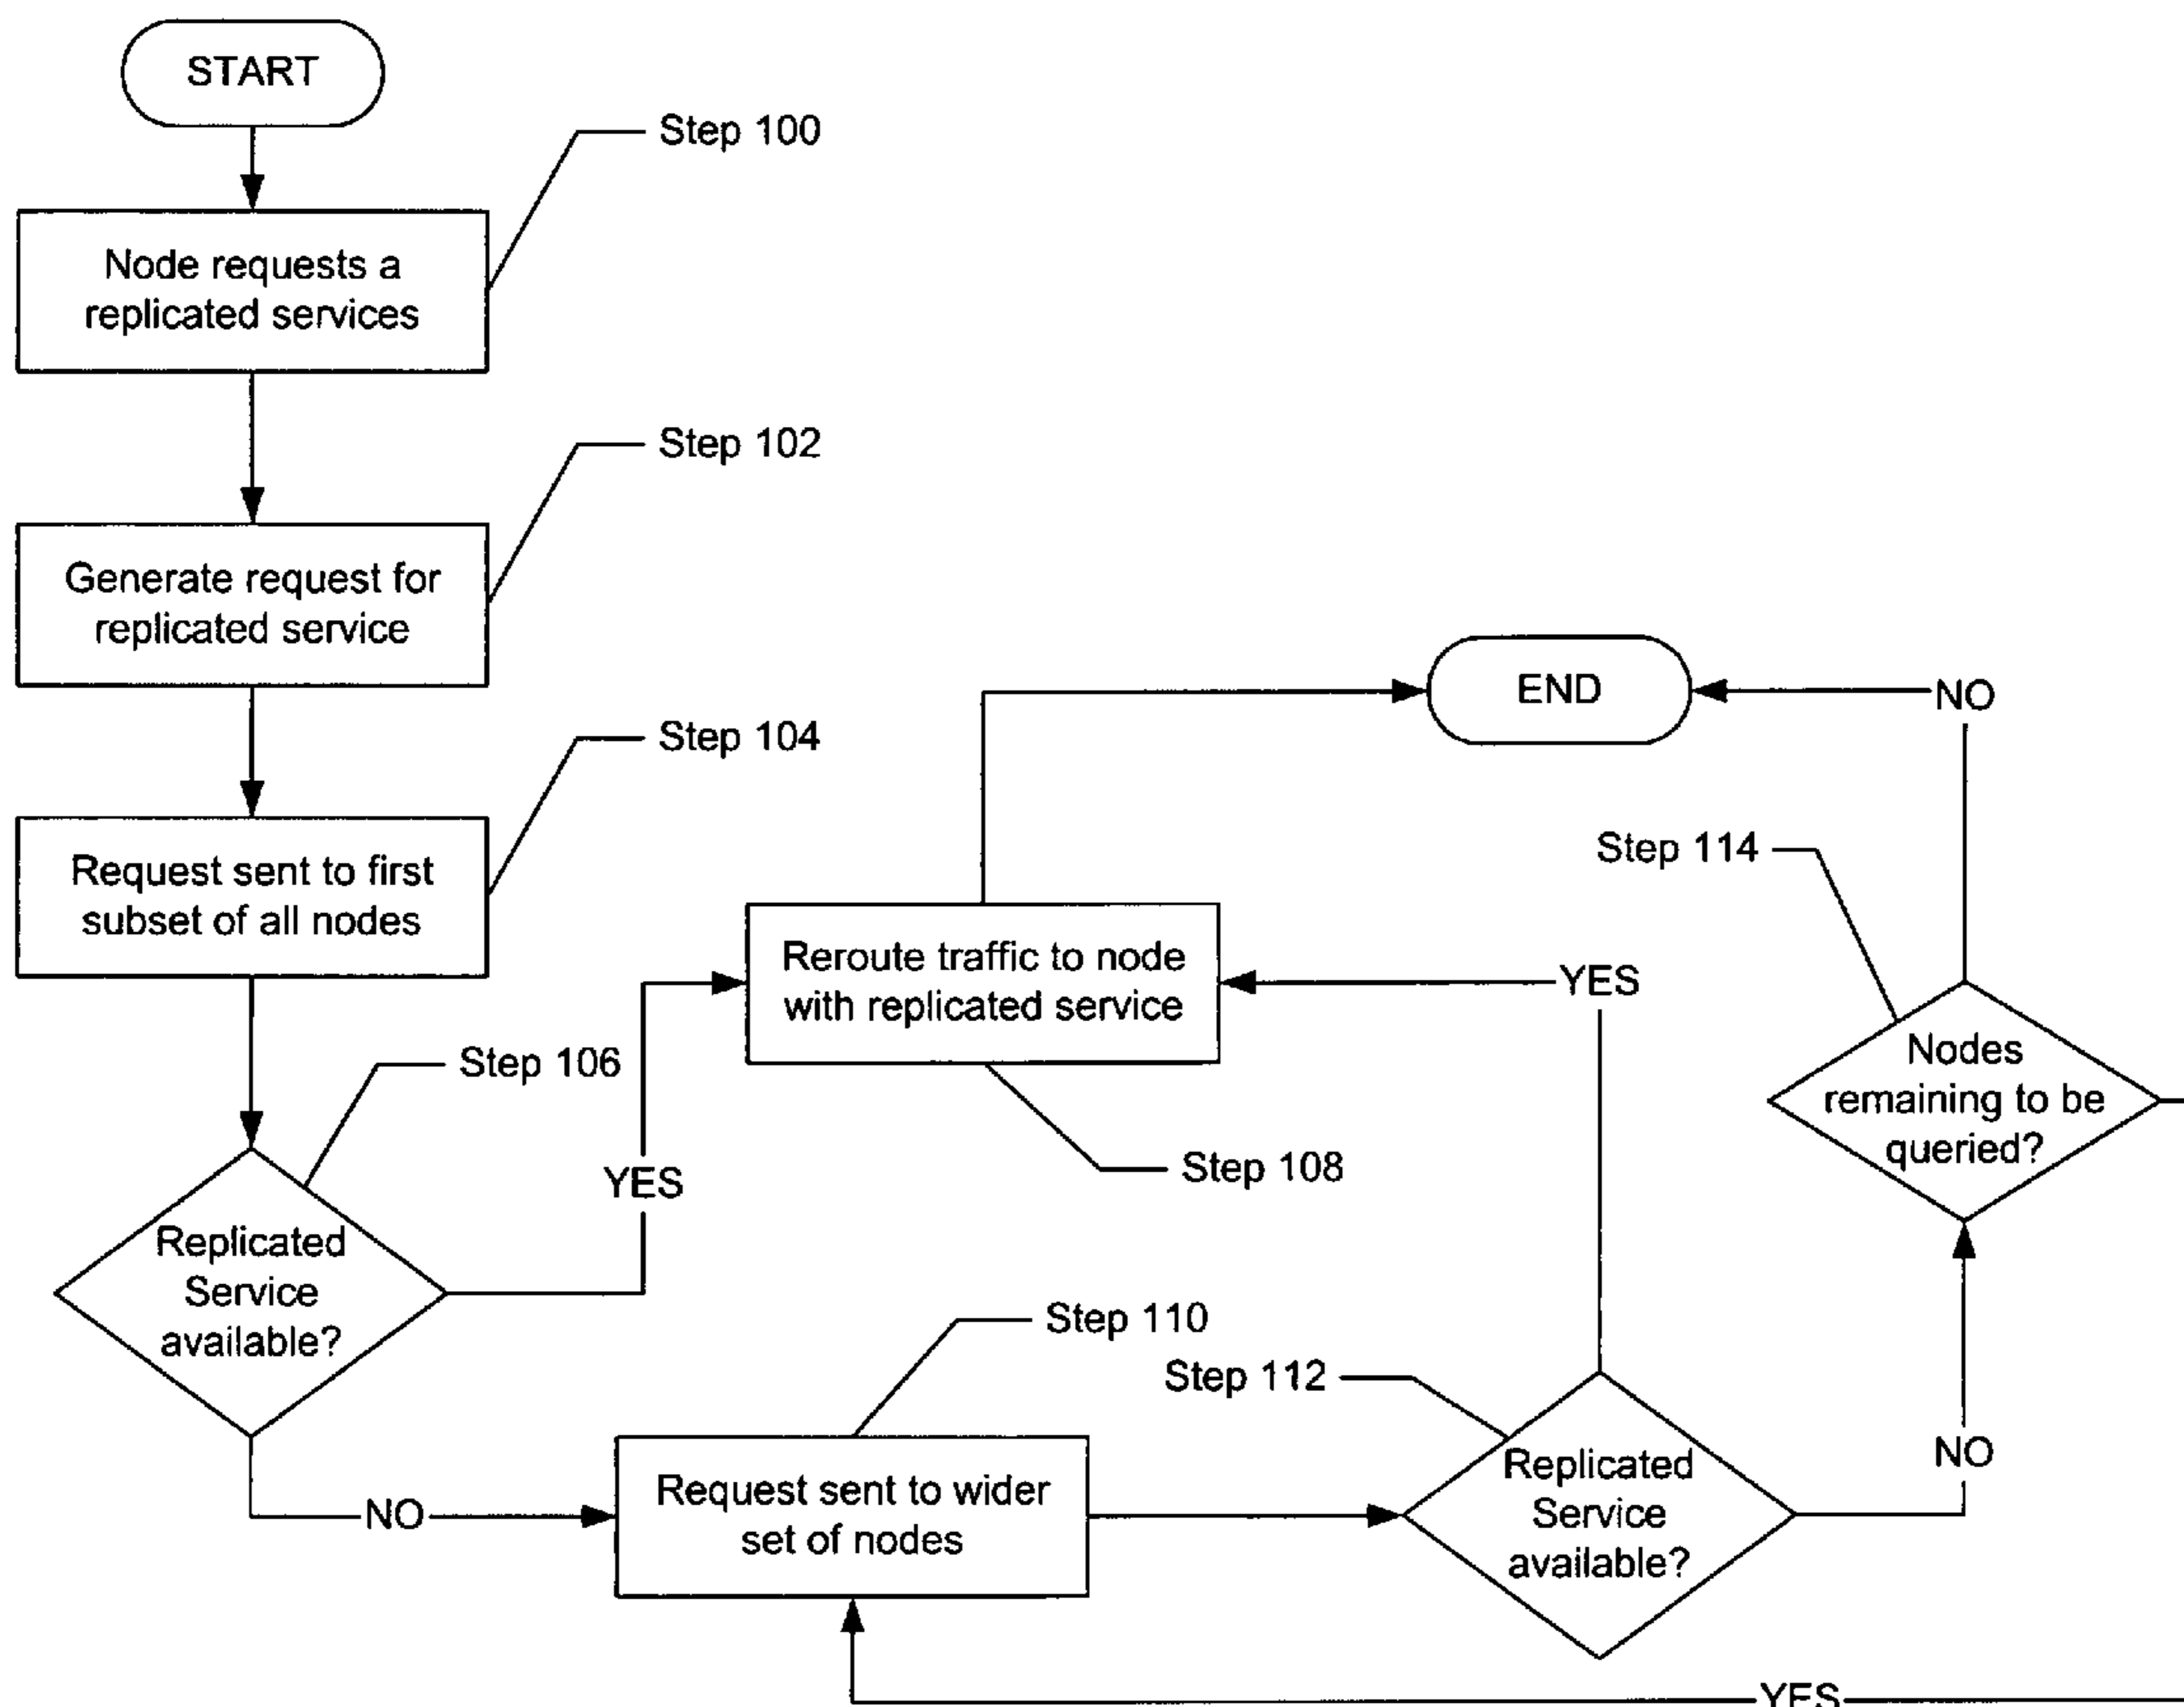 START
Step 100
Node requests a
replicated services
Step 102
Generate request for
replicated service
Step 104
Request sent to first
subset of all nodes
END
NO
Step 114
Reroute traffic to node
with replicated service
YES
Nodes
remaining to be
queried?
Step 106
YES
Step 108
Replicated
Service
available?
Step 110
Step 112
NO
Request sent to wider
set of nodes
Replicated
Service
available?
NO
YES